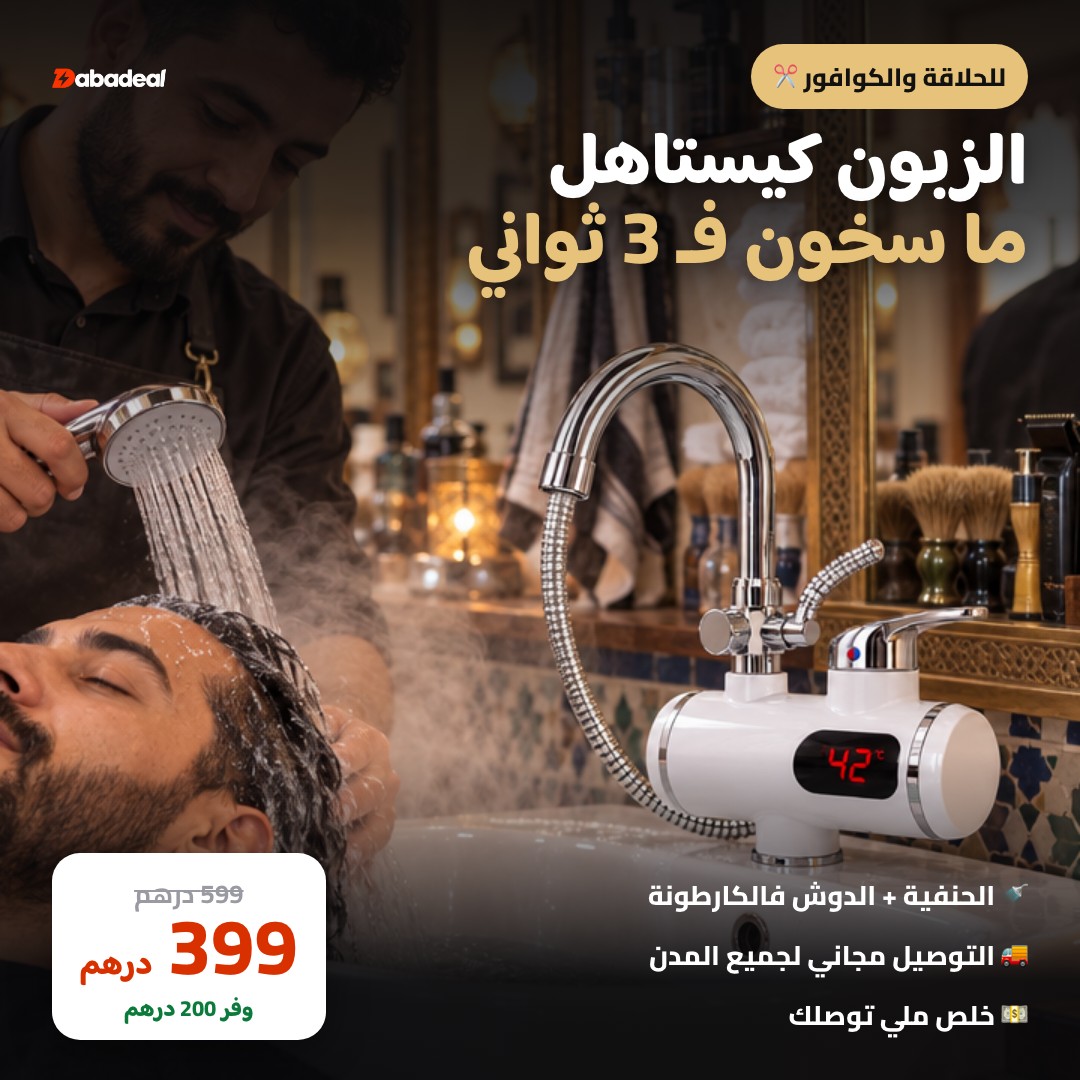 Dabadeal
للحلاقة والكوافور
الزبون كيستاهل
ما سخون فـ 3 ثواني
42 °C
الحنفية + الدوش فالكارطونة
التوصيل مجاني لجميع المدن
خلص ملي توصلك
599 درهم
399 درهم
وفر 200 درهم